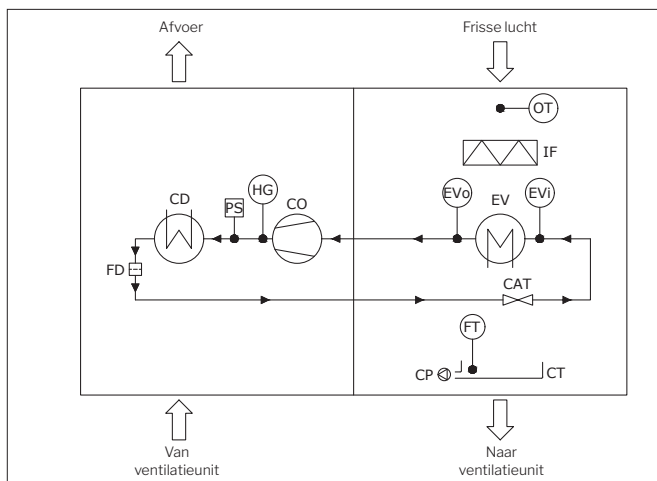 Afvoer
Frisse lucht
OT
IF
HG
EVo
EVi
CD
PS
CO
EV
FD
CAT
FT
CP
CT
Van
ventilatieunit
Naar
ventilatieunit